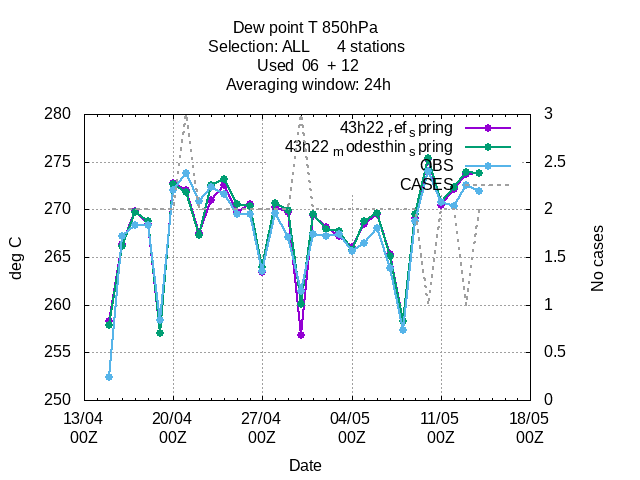 Dew point T 850hPa
Selection: ALL 4 stations
Used 06 + 12
Averaging window: 24h
280 3
43h22 refspring
43h22 modesthinspring
OBS
CASES
275 2.5
270 2
265 1.5
260 1
255 0.5
250 0
deg C
No cases
13/04 20/04 27/04 04/05 11/05 18/05
00Z 00Z 00Z 00Z 00Z 00Z
Date